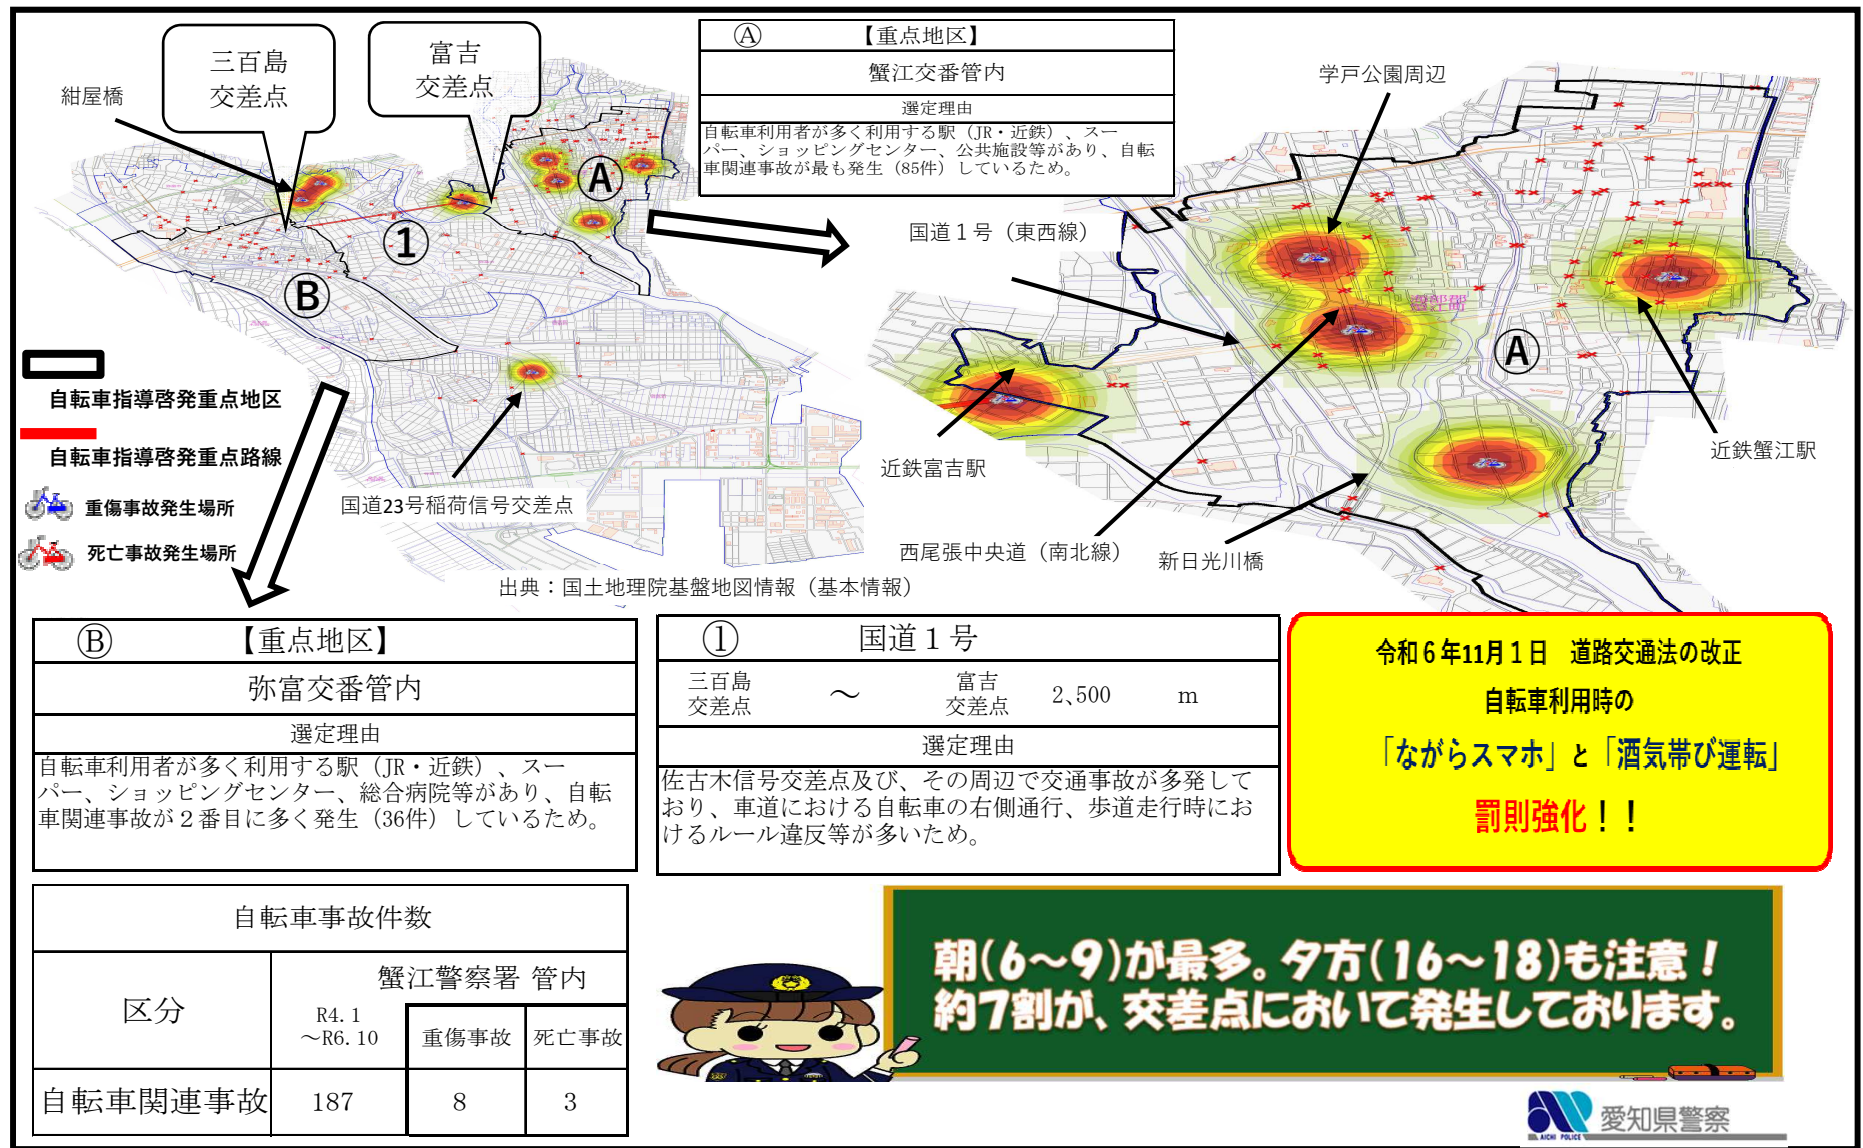 三百島
交差点
富吉
交差点
紺屋橋
Ⓐ 【重点地区】
蟹江交番管内
選定理由
自転車利用者が多く利用する駅（JR・近鉄）、スー
パー、ショッピングセンター、公共施設等があり、自転
車関連事故が最も発生（85件）しているため。
学戸公園周辺
国道１号（東西線）
A
①
B
A
自転車指導啓発重点地区
自転車指導啓発重点路線
重傷事故発生場所
死亡事故発生場所
国道23号稲荷信号交差点
近鉄富吉駅
西尾張中央道（南北線）
新日光川橋
近鉄蟹江駅
出典：国土地理院基盤地図情報（基本情報）
Ⓑ 【重点地区】
弥富交番管内
選定理由
自転車利用者が多く利用する駅（JR・近鉄）、スー
パー、ショッピングセンター、総合病院等があり、自転
車関連事故が２番目に多く発生（36件）しているため。
① 国道１号
三百島
交差点 ～ 富吉
交差点 2,500 m
選定理由
佐古木信号交差点及び、その周辺で交通事故が多発して
おり、車道における自転車の右側通行、歩道走行時にお
けるルール違反等が多いため。
令和６年11月１日 道路交通法の改正
自転車利用時の
「ながらスマホ」と「酒気帯び運転」
罰則強化！！
自転車事故件数
区分
蟹江警察署 管内
R4.1
～R6.10
重傷事故 死亡事故
自転車関連事故 187 8 3
朝(6～9)が最多。夕方(16～18)も注意！
約7割が、交差点において発生しております。
AICHI POLICE
愛知県警察